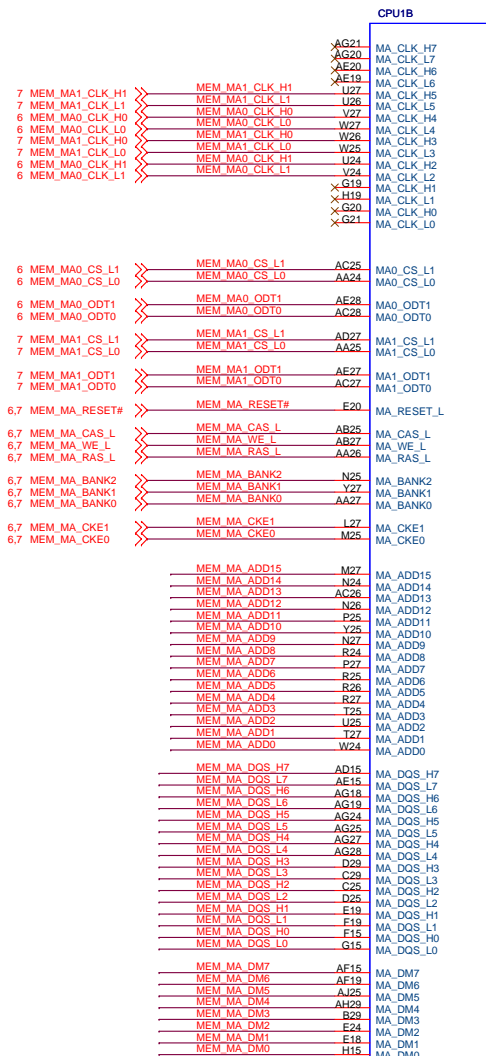 CPU1B
AG21 MA_CLK_H7
AG20 MA_CLK_L7
AE20 MA_CLK_H6
AE19 MA_CLK_L6
7 MEM_MA1_CLK_H1 MEM_MA1_CLK_H1 U27 MA_CLK_H5
7 MEM_MA1_CLK_L1 MEM_MA1_CLK_L1 U26 MA_CLK_L5
6 MEM_MA0_CLK_H0 MEM_MA0_CLK_H0 V27 MA_CLK_H4
6 MEM_MA0_CLK_L0 MEM_MA0_CLK_L0 W27 MA_CLK_L4
7 MEM_MA1_CLK_H0 MEM_MA1_CLK_H0 W26 MA_CLK_H3
7 MEM_MA1_CLK_L0 MEM_MA1_CLK_L0 W25 MA_CLK_L3
6 MEM_MA0_CLK_H1 MEM_MA0_CLK_H1 U24 MA_CLK_H2
6 MEM_MA0_CLK_L1 MEM_MA0_CLK_L1 V24 MA_CLK_L2
G19 MA_CLK_H1
H19 MA_CLK_L1
G20 MA_CLK_H0
G21 MA_CLK_L0
6 MEM_MA0_CS_L1 MEM_MA0_CS_L1 AC25 MA0_CS_L1
6 MEM_MA0_CS_L0 MEM_MA0_CS_L0 AA24 MA0_CS_L0
6 MEM_MA0_ODT1 MEM_MA0_ODT1 AE28 MA0_ODT1
6 MEM_MA0_ODT0 MEM_MA0_ODT0 AC28 MA0_ODT0
7 MEM_MA1_CS_L1 MEM_MA1_CS_L1 AD27 MA1_CS_L1
7 MEM_MA1_CS_L0 MEM_MA1_CS_L0 AA25 MA1_CS_L0
7 MEM_MA1_ODT1 MEM_MA1_ODT1 AE27 MA1_ODT1
7 MEM_MA1_ODT0 MEM_MA1_ODT0 AC27 MA1_ODT0
6,7 MEM_MA_RESET# MEM_MA_RESET# E20 MA_RESET_L
6,7 MEM_MA_CAS_L MEM_MA_CAS_L AB25 MA_CAS_L
6,7 MEM_MA_WE_L MEM_MA_WE_L AB27 MA_WE_L
6,7 MEM_MA_RAS_L MEM_MA_RAS_L AA26 MA_RAS_L
6,7 MEM_MA_BANK2 MEM_MA_BANK2 N25 MA_BANK2
6,7 MEM_MA_BANK1 MEM_MA_BANK1 Y27 MA_BANK1
6,7 MEM_MA_BANK0 MEM_MA_BANK0 AA27 MA_BANK0
6,7 MEM_MA_CKE1 MEM_MA_CKE1 L27 MA_CKE1
6,7 MEM_MA_CKE0 MEM_MA_CKE0 M25 MA_CKE0
MEM_MA_ADD15 M27 MA_ADD15
MEM_MA_ADD14 N24 MA_ADD14
MEM_MA_ADD13 AC26 MA_ADD13
MEM_MA_ADD12 N26 MA_ADD12
MEM_MA_ADD11 P25 MA_ADD11
MEM_MA_ADD10 Y25 MA_ADD10
MEM_MA_ADD9 N27 MA_ADD9
MEM_MA_ADD8 R24 MA_ADD8
MEM_MA_ADD7 P27 MA_ADD7
MEM_MA_ADD6 R25 MA_ADD6
MEM_MA_ADD5 R26 MA_ADD5
MEM_MA_ADD4 R27 MA_ADD4
MEM_MA_ADD3 T25 MA_ADD3
MEM_MA_ADD2 U25 MA_ADD2
MEM_MA_ADD1 T27 MA_ADD1
MEM_MA_ADD0 W24 MA_ADD0
MEM_MA_DQS_H7 AD15 MA_DQS_H7
MEM_MA_DQS_L7 AE15 MA_DQS_L7
MEM_MA_DQS_H6 AG18 MA_DQS_H6
MEM_MA_DQS_L6 AG19 MA_DQS_L6
MEM_MA_DQS_H5 AG24 MA_DQS_H5
MEM_MA_DQS_L5 AG25 MA_DQS_L5
MEM_MA_DQS_H4 AG27 MA_DQS_H4
MEM_MA_DQS_L4 AG28 MA_DQS_L4
MEM_MA_DQS_H3 D29 MA_DQS_H3
MEM_MA_DQS_L3 C29 MA_DQS_L3
MEM_MA_DQS_H2 C25 MA_DQS_H2
MEM_MA_DQS_L2 D25 MA_DQS_L2
MEM_MA_DQS_H1 E19 MA_DQS_H1
MEM_MA_DQS_L1 F19 MA_DQS_L1
MEM_MA_DQS_H0 F15 MA_DQS_H0
MEM_MA_DQS_L0 G15 MA_DQS_L0
MEM_MA_DM7 AF15 MA_DM7
MEM_MA_DM6 AF19 MA_DM6
MEM_MA_DM5 AJ25 MA_DM5
MEM_MA_DM4 AH29 MA_DM4
MEM_MA_DM3 B29 MA_DM3
MEM_MA_DM2 E24 MA_DM2
MEM_MA_DM1 E18 MA_DM1
MEM_MA_DM0 H15 MA_DM0